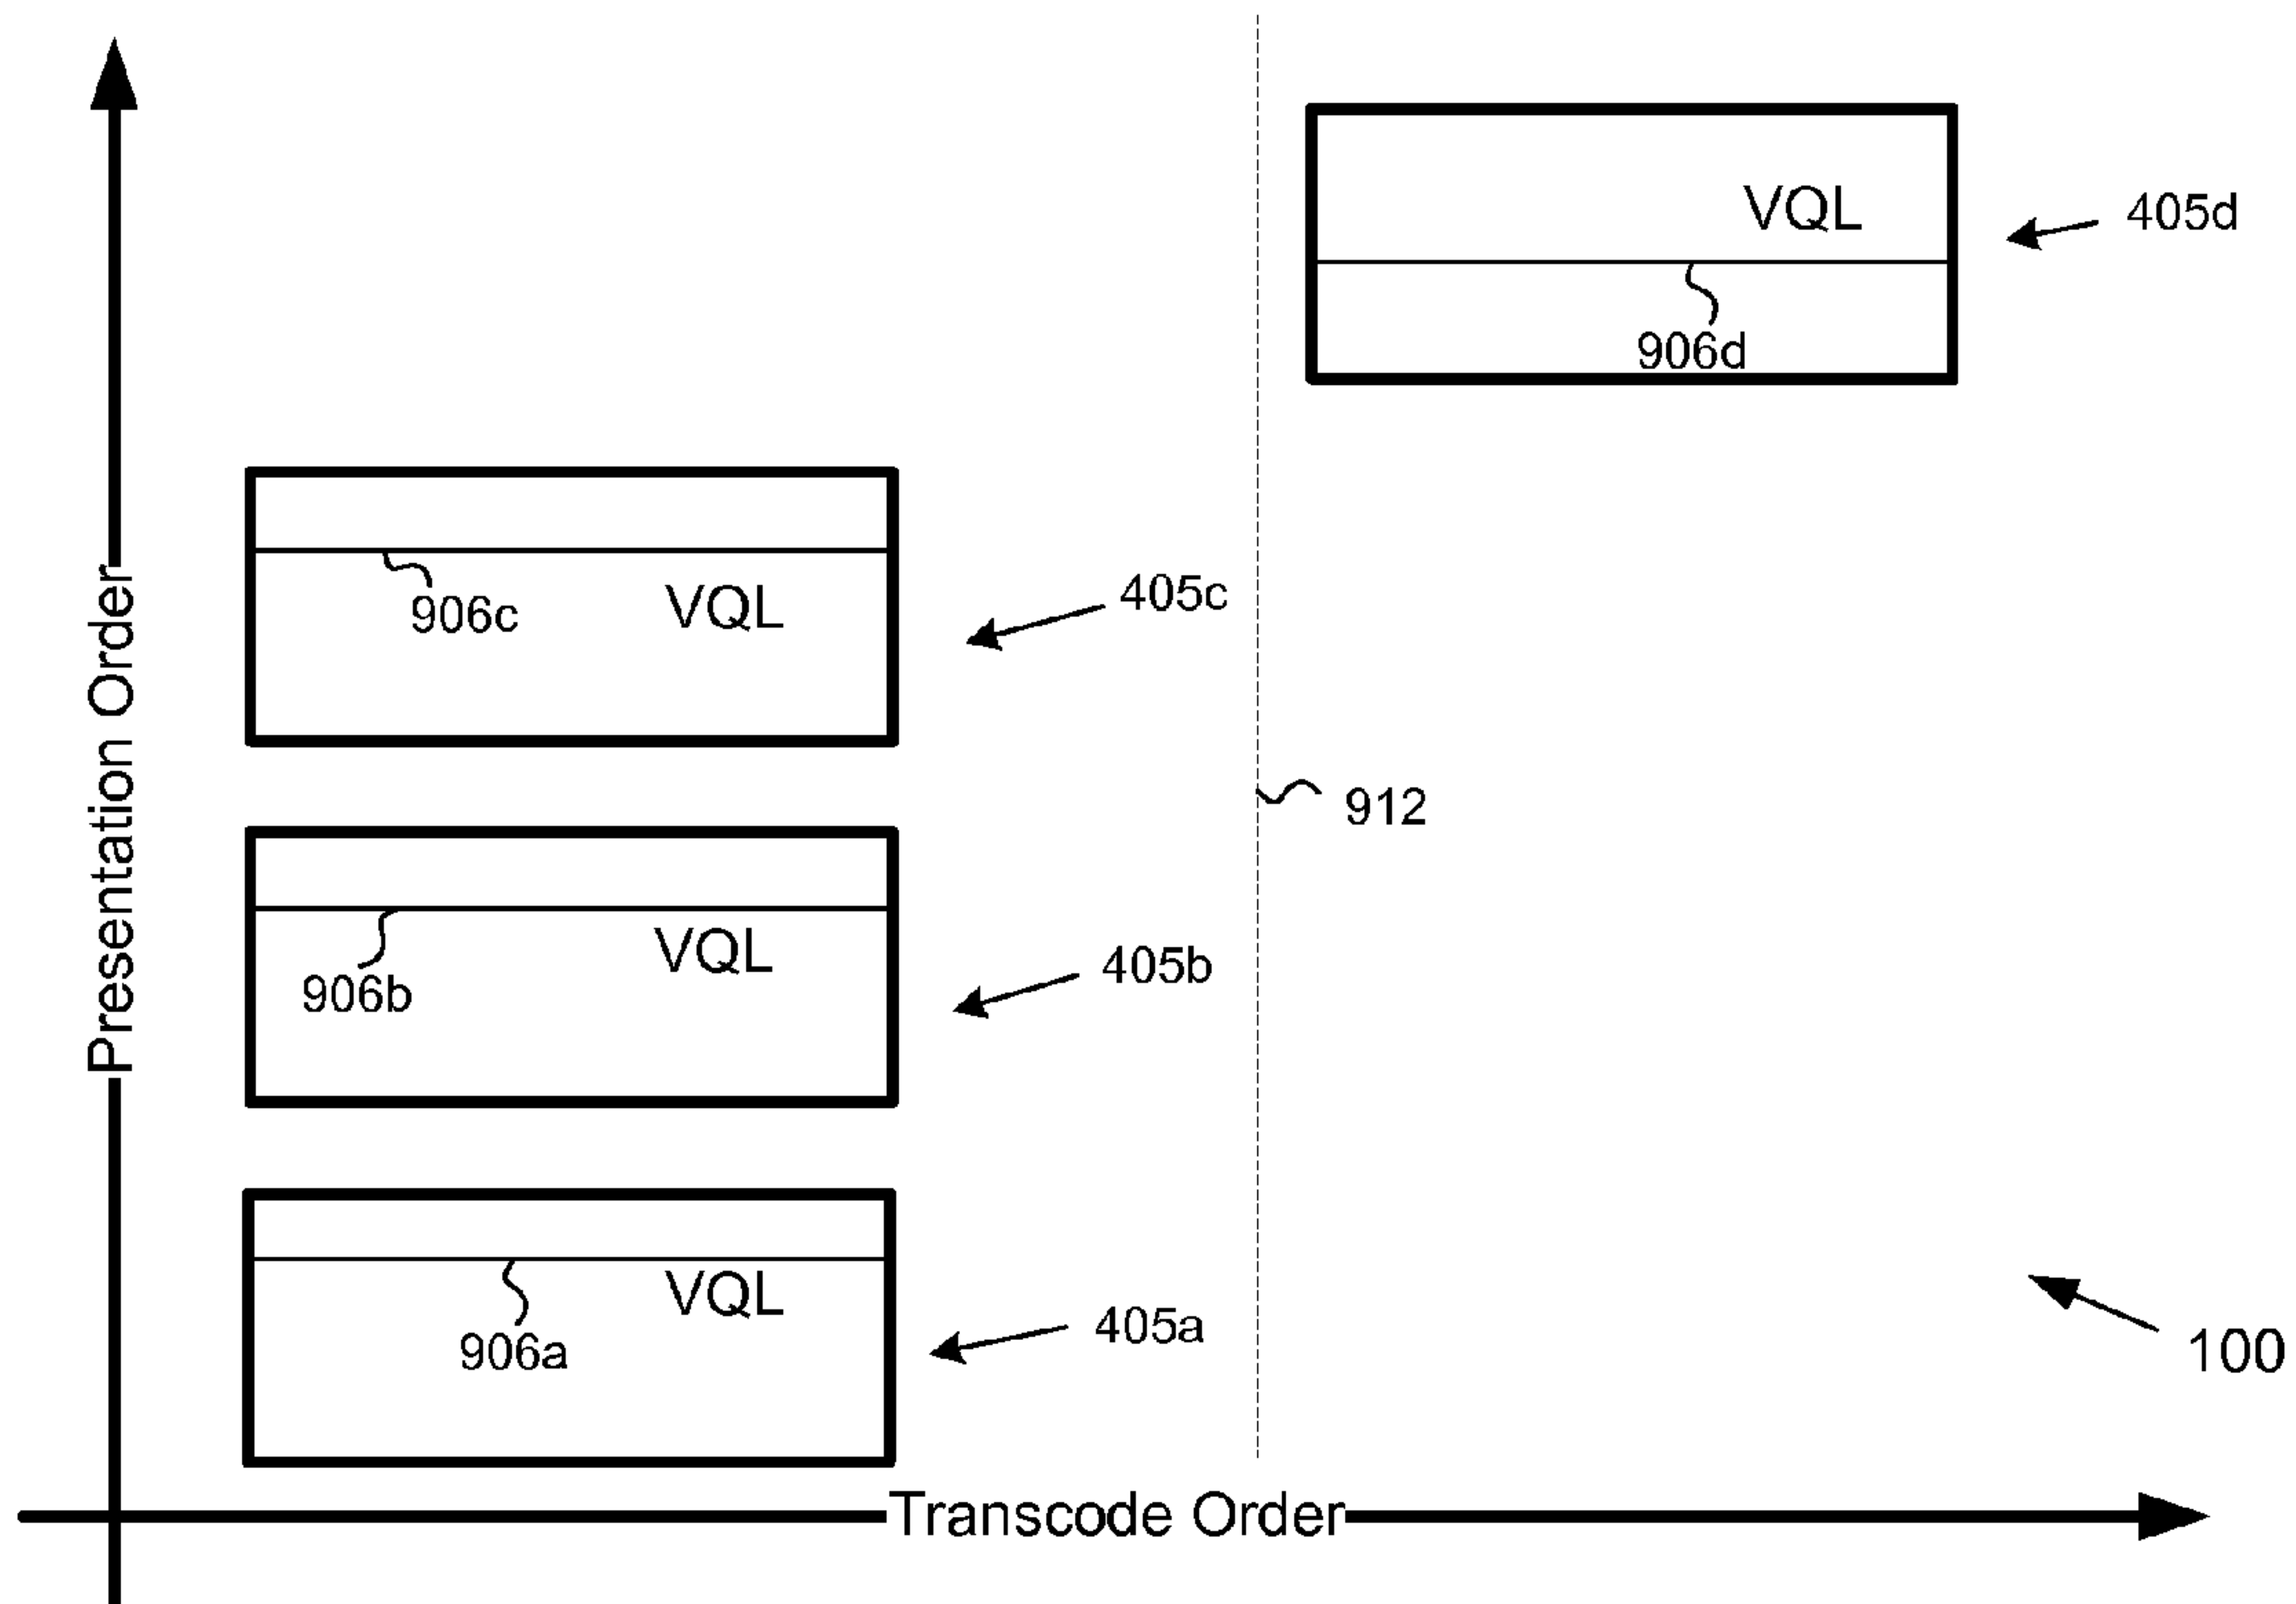 VQL
405d
906d
906c
VQL
405c
912
Presentation Order
VQL
405b
906b
VQL
405a
906a
100
Transcode Order